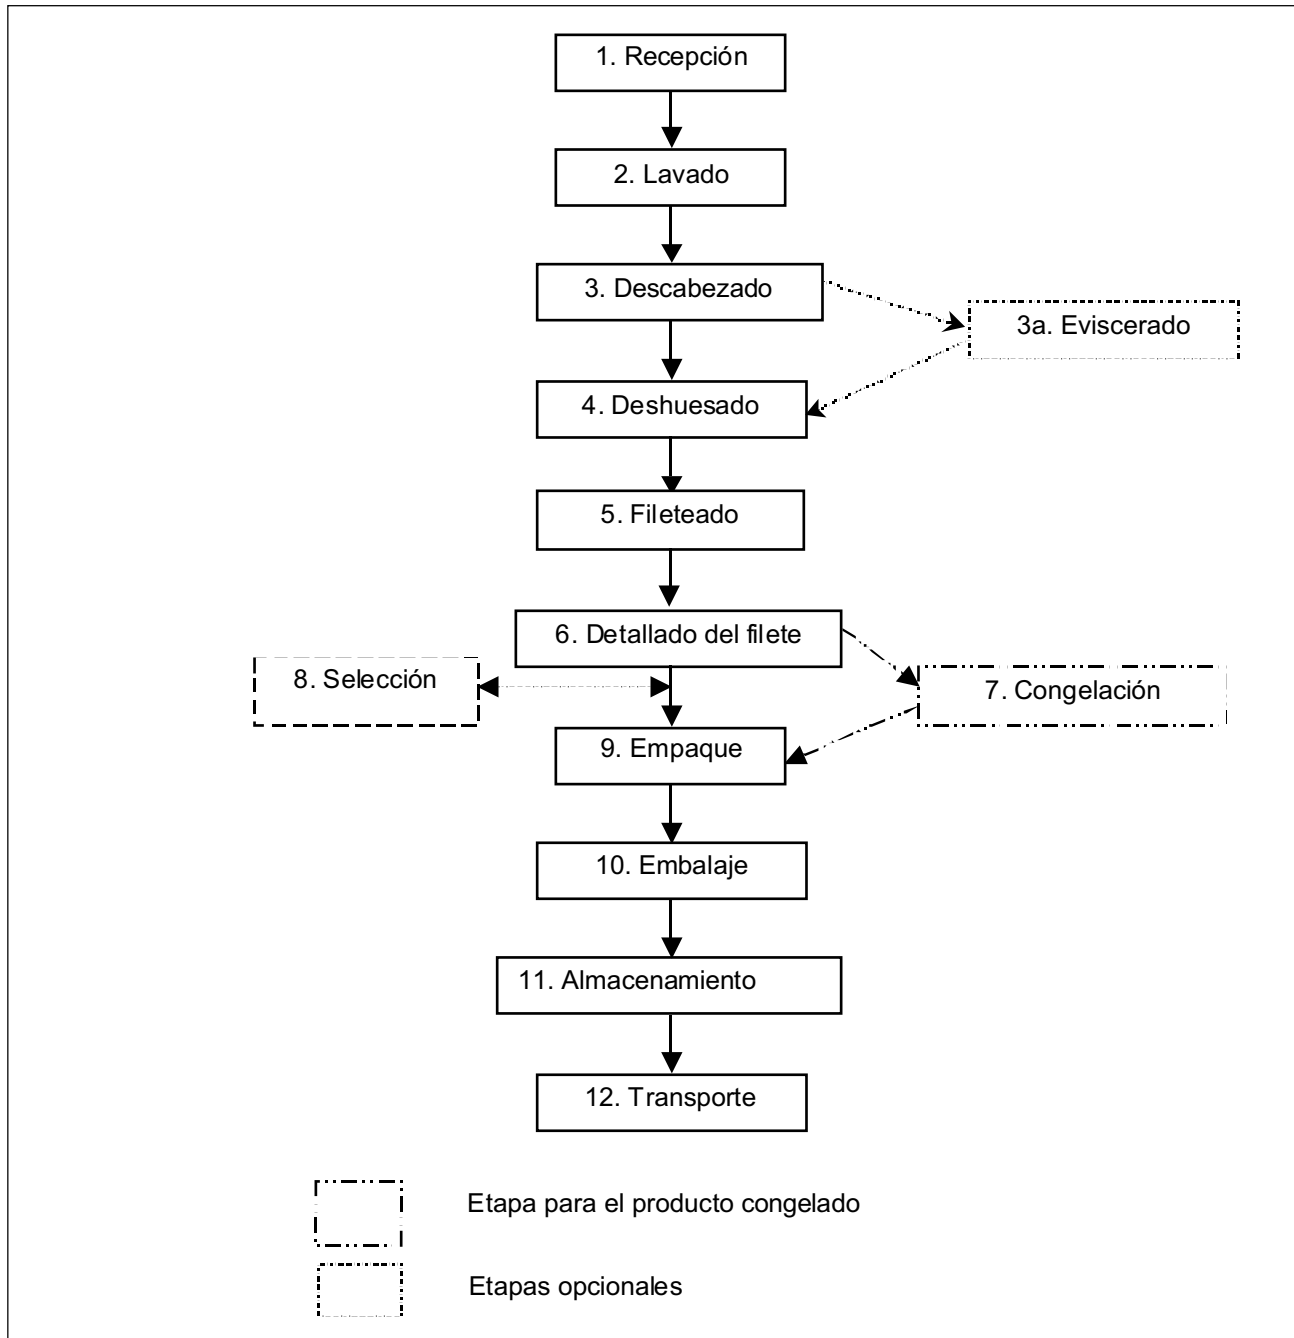 1. Recepción
2. Lavado
3. Descabezado
3a. Eviscerado
4. Deshuesado
5. Fileteado
6. Detallado del filete
8. Selección
7. Congelación
9. Empaque
10. Embalaje
11. Almacenamiento
12. Transporte
Etapa para el producto congelado
Etapas opcionales